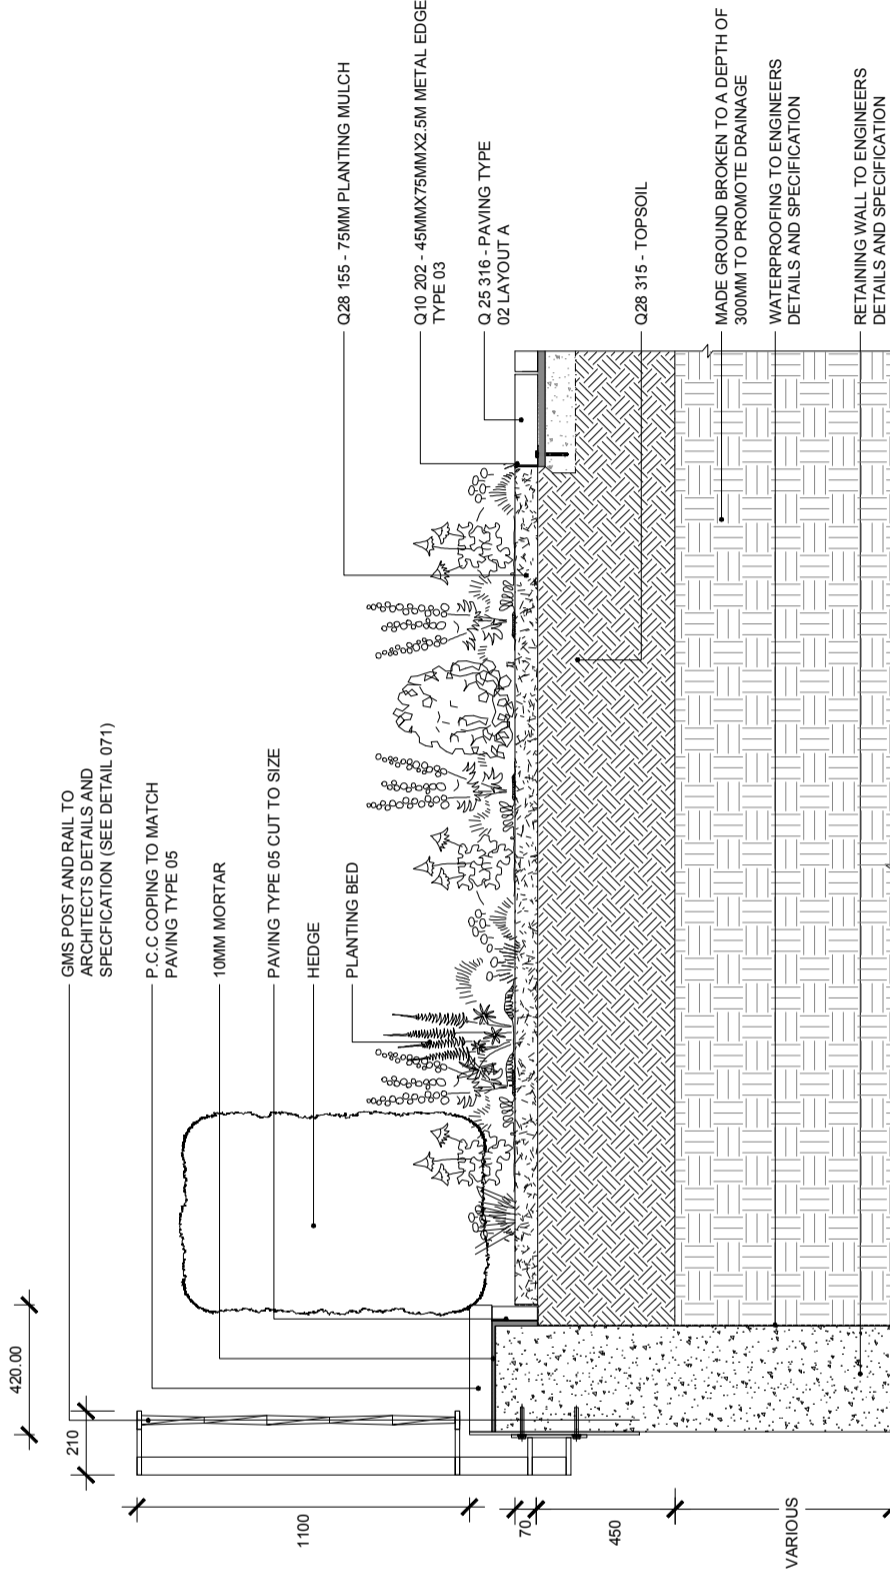 GMS POST AND RAIL TO
ARCHITECTS DETAILS AND
SPECFICATION (SEE DETAIL 071)
P.C.C COPING TO MATCH
PAVING TYPE 05
10MM MORTAR
PAVING TYPE 05 CUT TO SIZE
HEDGE
PLANTING BED
Q28 155 - 75MM PLANTING MULCH
Q10 202 - 45MMX75MMX2.5M METAL EDGE
TYPE 03
Q 25 316 - PAVING TYPE
02 LAYOUT A
Q28 315 - TOPSOIL
MADE GROUND BROKEN TO A DEPTH OF
300MM TO PROMOTE DRAINAGE
WATERPROOFING TO ENGINEERS
DETAILS AND SPECIFICATION
RETAINING WALL TO ENGINEERS
DETAILS AND SPECIFICATION
420.00
210
1100
70
450
VARIOUS